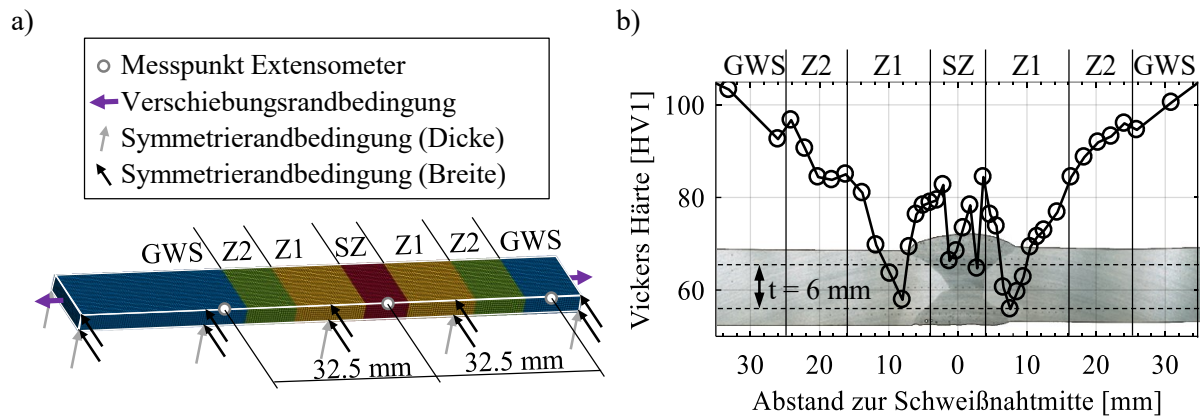 a)
Messpunkt Extensometer
Verschiebungsrandbedingung
Symmetrierandbedingung (Dicke)
Symmetrierandbedingung (Breite)
GWS Z2 Z1 SZ Z1 Z2 GWS
32.5 mm 32.5 mm
b)
GWS Z2 Z1 SZ Z1 Z2 GWS
Vickers Härte [HV1]
100
80
60
t = 6 mm
30 20 10 0 10 20 30
Abstand zur Schweißnahtmitte [mm]